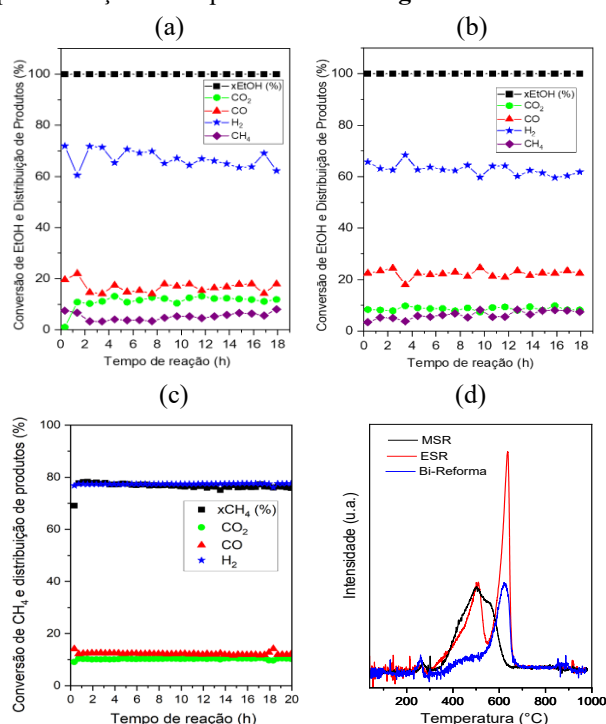 (a) (b)
Conversão de EtOH e Distribuição de Produtos (%)
100
80
60
40
20
0
xEtOH (%)
CO₂
CO
H₂
CH₄
0 2 4 6 8 10 12 14 16 18
Tempo de reação (h)
Conversão de EtOH e Distribuição de Produtos (%)
100
80
60
40
20
0
xEtOH (%)
CO₂
CO
H₂
CH₄
0 2 4 6 8 10 12 14 16 18
Tempo de reação (h)
(c) (d)
Conversão de CH₄ e distribuição de produtos (%)
100
80
60
40
20
0
xCH₄ (%)
CO₂
CO
H₂
0 2 4 6 8 10 12 14 16 18 20
Tempo de reação (h)
Intensidade (u.a.)
MSR
ESR
Bi-Reforma
200 400 600 800 1000
Temperatura (°C)